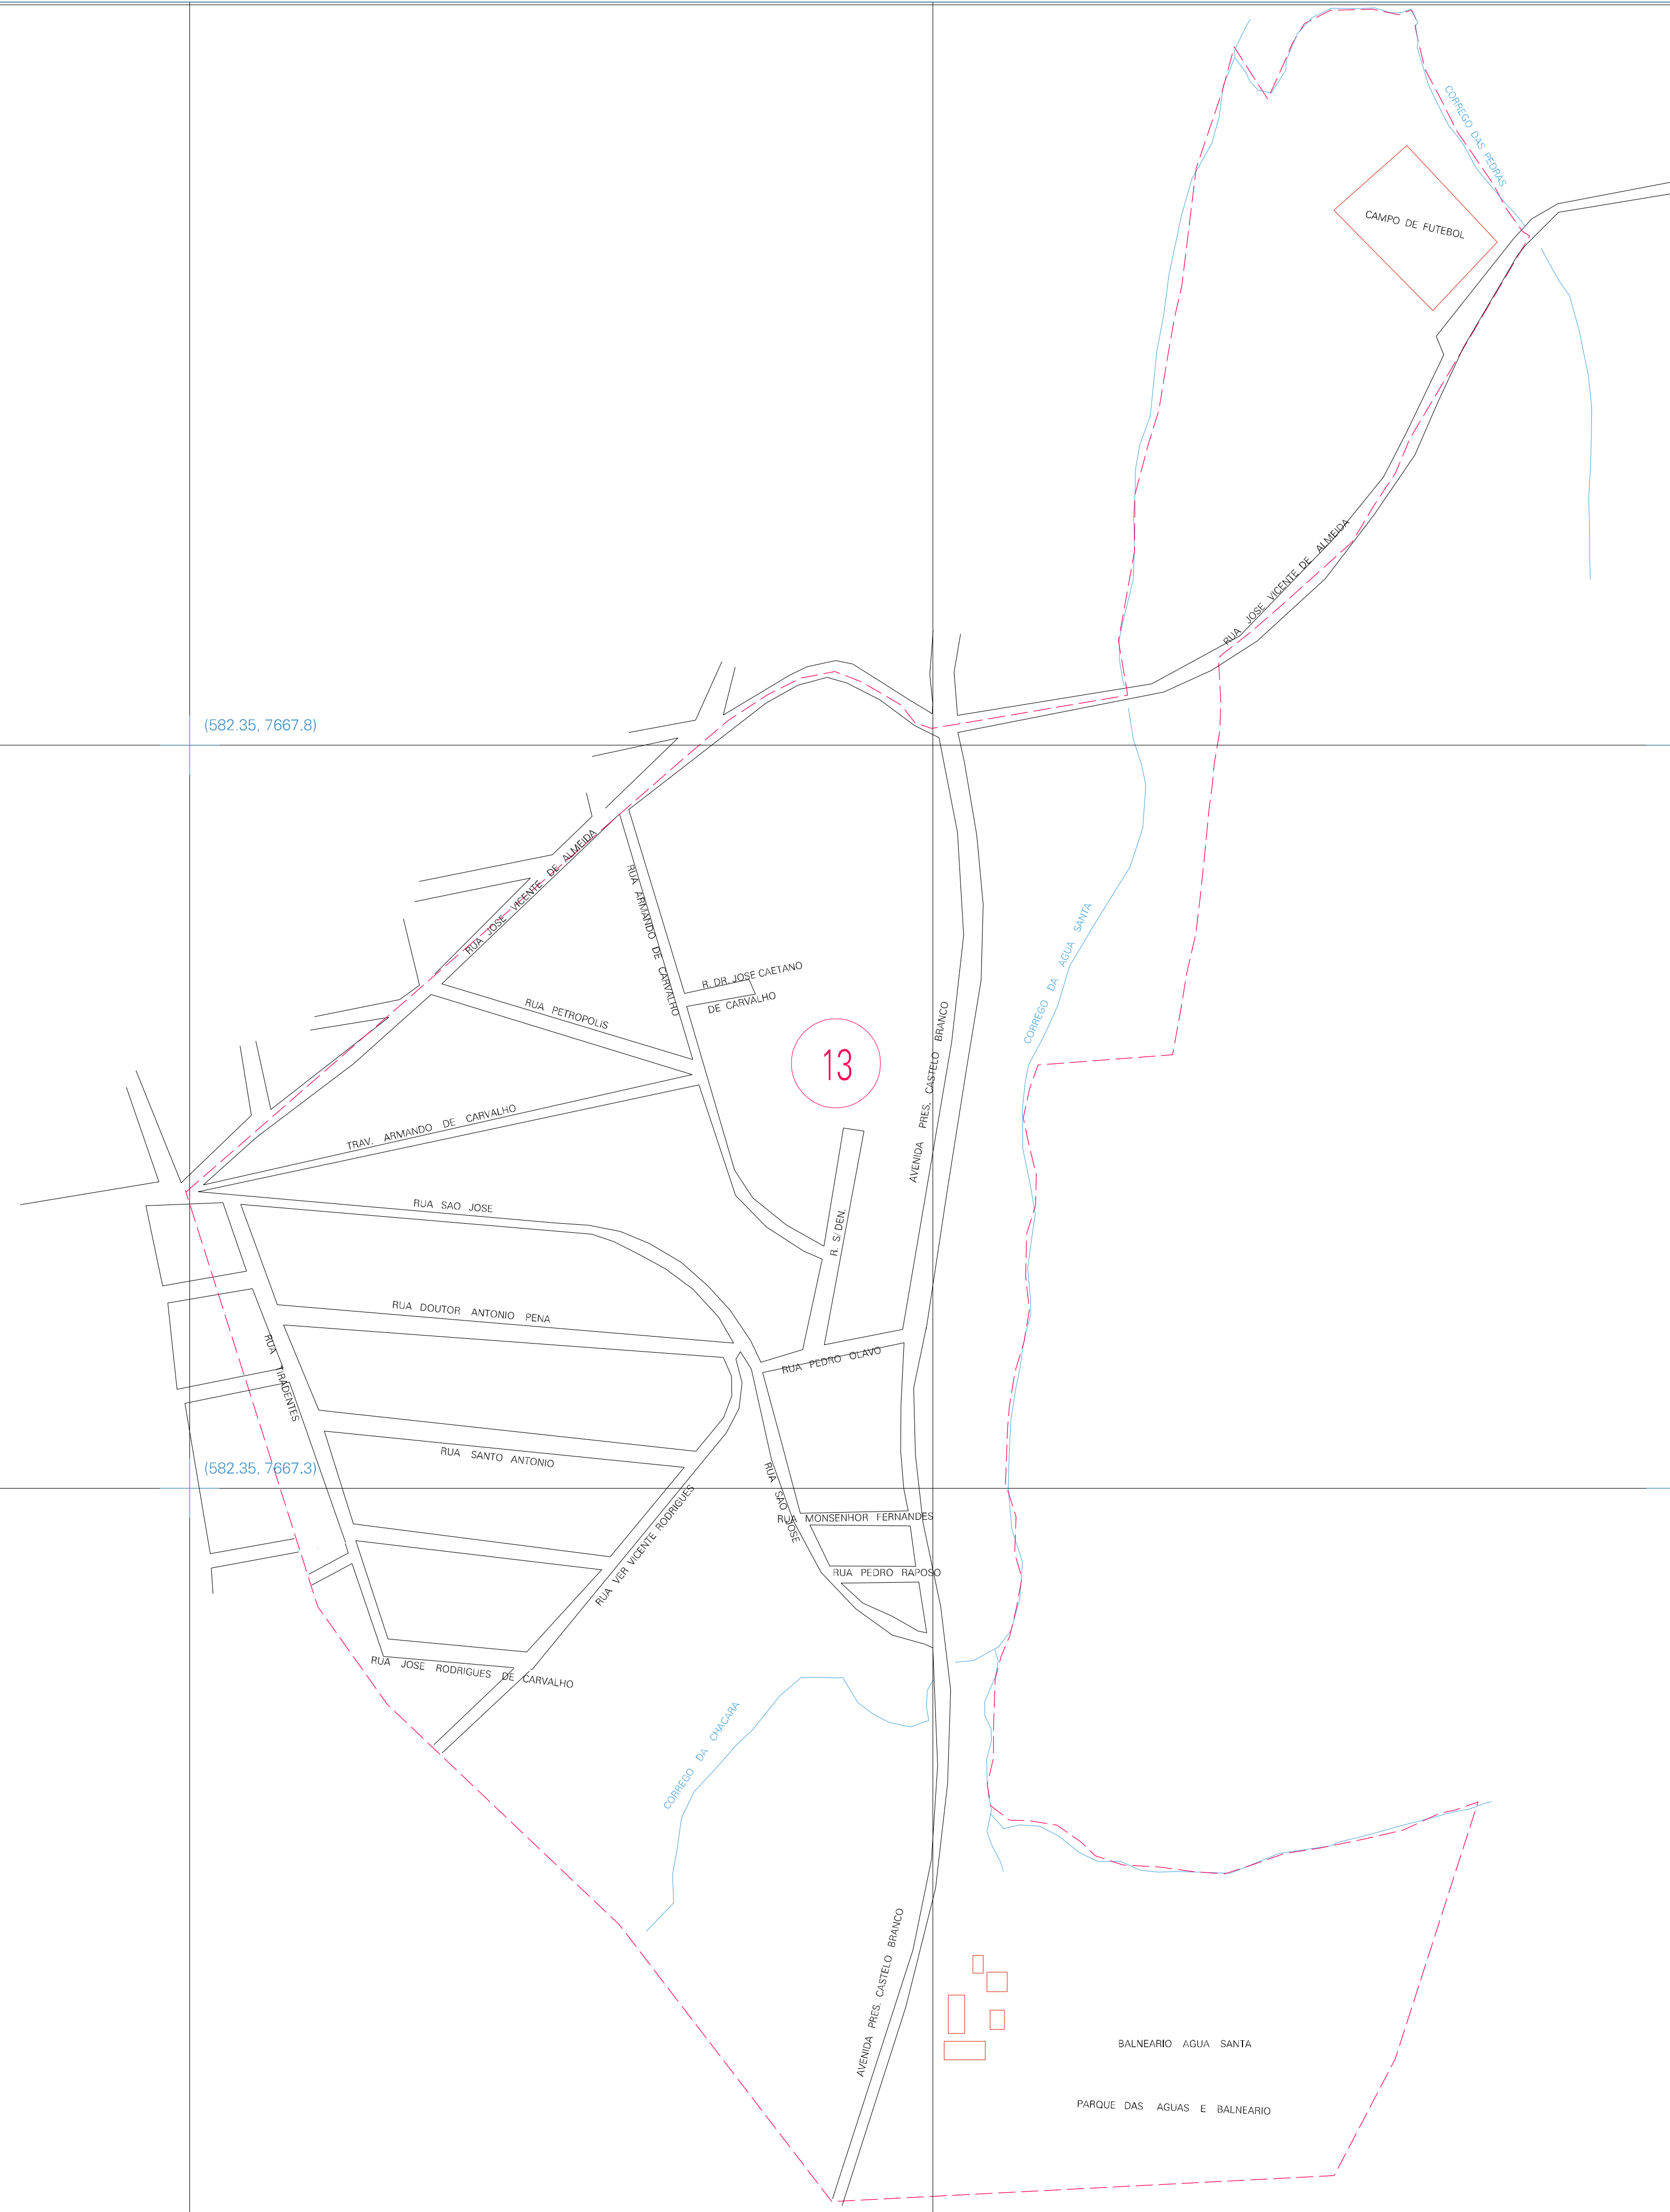 CORREGO DAS PEDRAS
CAMPO DE FUTEBOL
RUA JOSE VICENTE DE ALMEIDA
(582.35, 7667.8)
RUA JOSE VICENTE DE ALMEIDA
RUA ARMANDO DE CARVALHO
CORREGO DA AGUA SANTA
R. DR. JOSE CAETANO
DE CARVALHO
RUA PETROPOLIS
AVENIDA PRES. CASTELO BRANCO
13
TRAV. ARMANDO DE CARVALHO
RUA SAO JOSE
R. S/DEN.
RUA DOUTOR ANTONIO PENA
RUA TIRADENTES
RUA PEDRO OLAVO
RUA SANTO ANTONIO
(582.35, 7667.3)
RUA SAO JOSE
RUA VER VICENTE RODRIGUES
RUA MONSENHOR FERNANDES
RUA PEDRO RAPOSO
RUA JOSE RODRIGUES DE CARVALHO
CORREGO DA CHACARA
AVENIDA PRES. CASTELO BRANCO
BALNEARIO AGUA SANTA
PARQUE DAS AGUAS E BALNEARIO